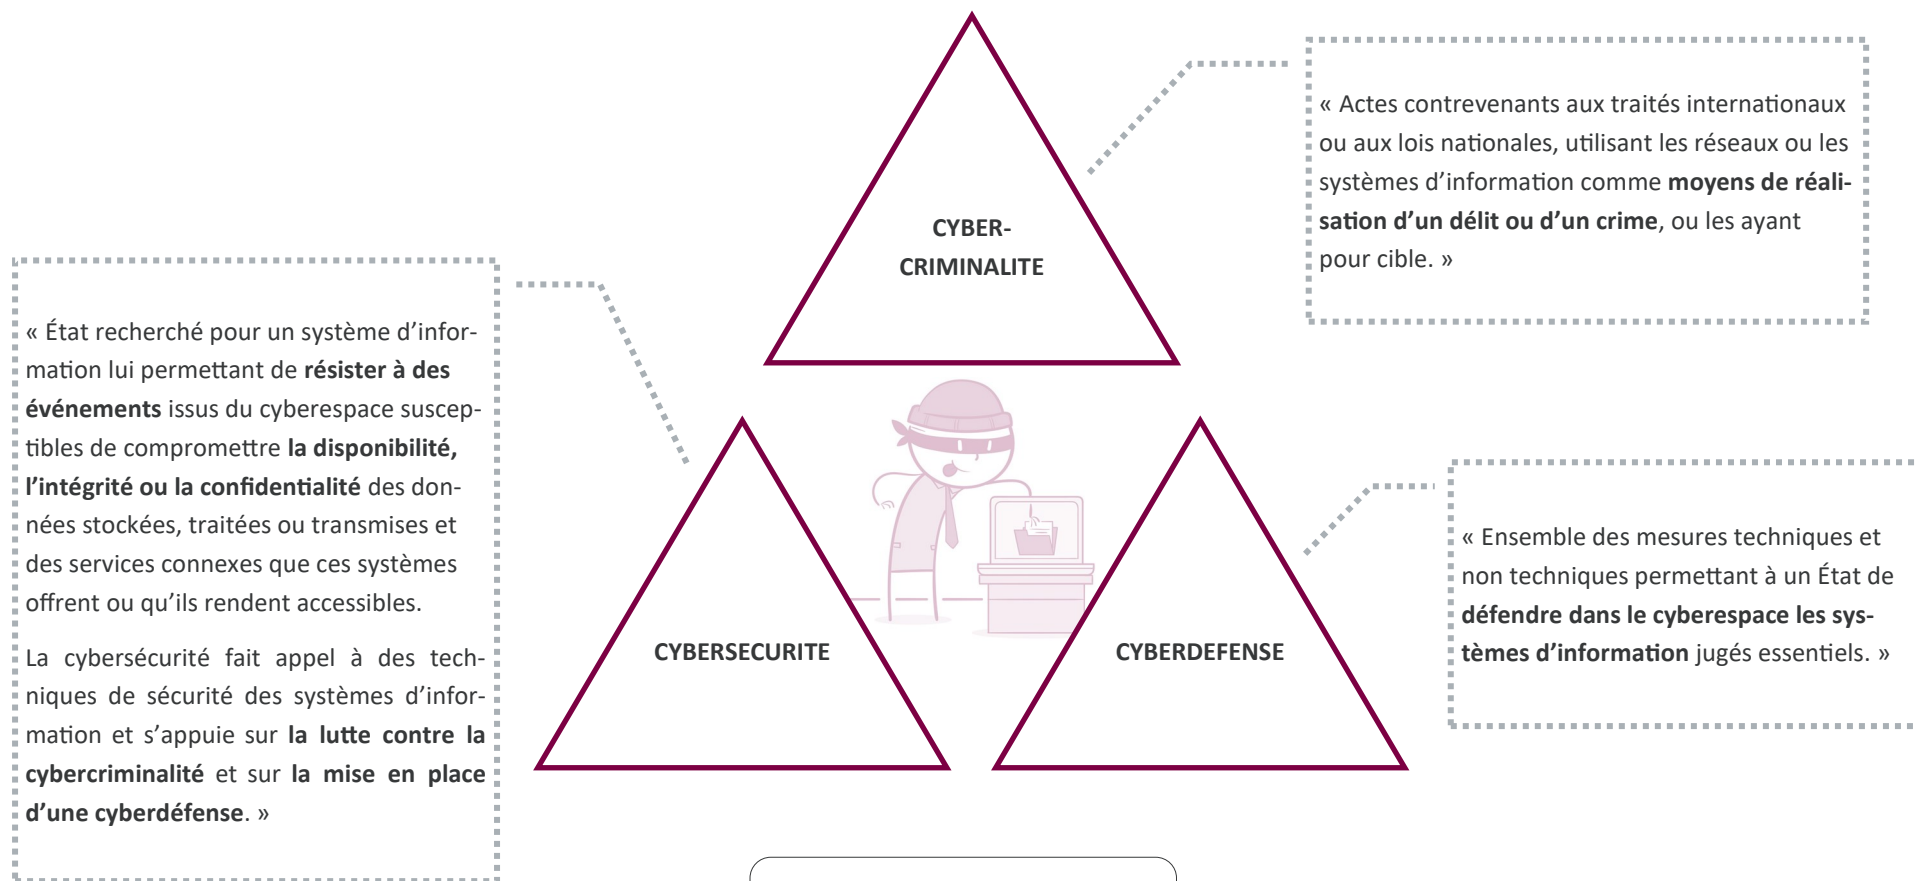 CYBER-
CRIMINALITE
« Actes contrevenants aux traités internationaux
ou aux lois nationales, utilisant les réseaux ou les
systèmes d’information comme moyens de réali-
sation d’un délit ou d’un crime, ou les ayant
pour cible. »
« État recherché pour un système d’infor-
mation lui permettant de résister à des
événements issus du cyberespace suscep-
tibles de compromettre la disponibilité,
l’intégrité ou la confidentialité des don-
nées stockées, traitées ou transmises et
des services connexes que ces systèmes
offrent ou qu’ils rendent accessibles.
La cybersécurité fait appel à des tech-
niques de sécurité des systèmes d’infor-
mation et s’appuie sur la lutte contre la
cybercriminalité et sur la mise en place
d’une cyberdéfense. »
CYBERSECURITE
CYBERDEFENSE
« Ensemble des mesures techniques et
non techniques permettant à un État de
défendre dans le cyberespace les sys-
tèmes d’information jugés essentiels. »